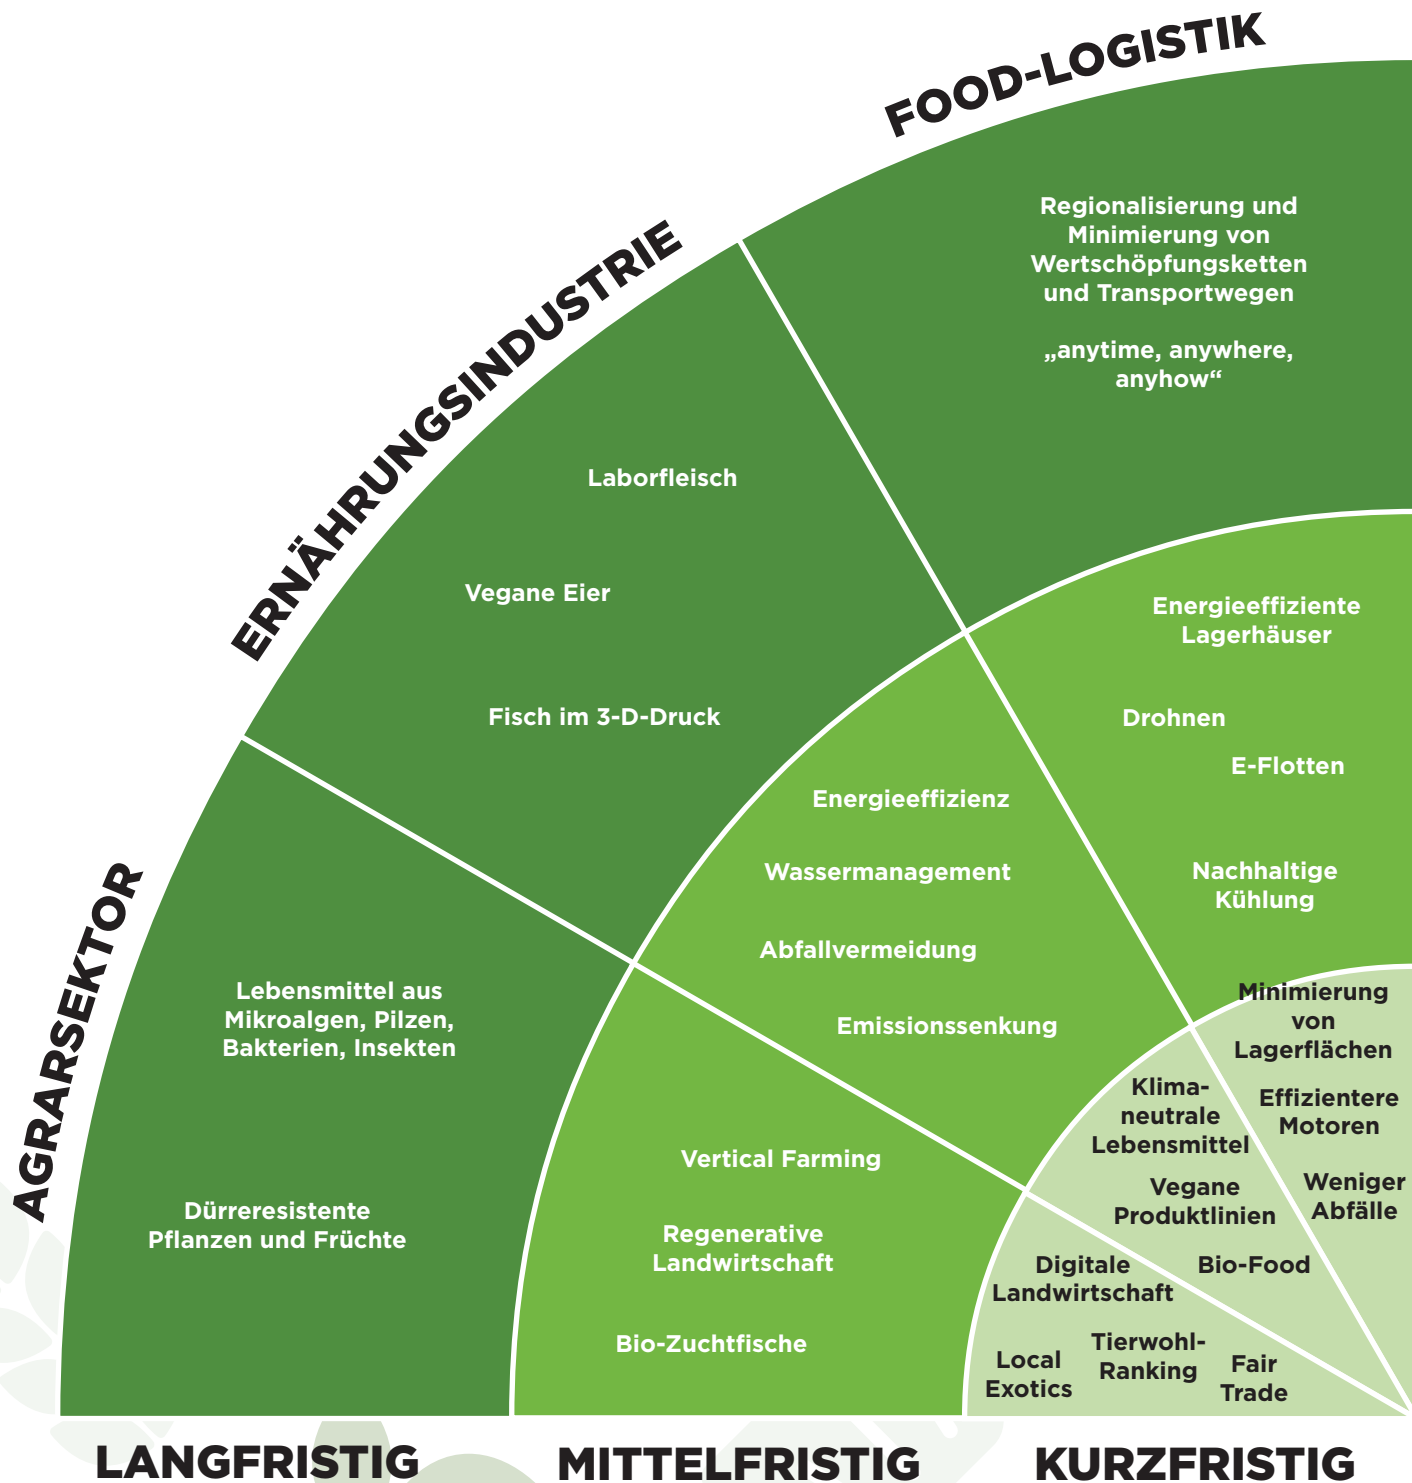 FOOD-LOGISTIK
Regionalisierung und
Minimierung von
Wertschöpfungsketten
und Transportwegen
„anytime, anywhere,
anyhow“
Energieeffiziente
Lagerhäuser
Drohnen
E-Flotten
Nachhaltige
Kühlung
Minimierung
von
Lagerflächen
Effizientere
Motoren
Weniger
Abfälle
ERNÄHRUNGSINDUSTRIE
Laborfleisch
Vegane Eier
Fisch im 3-D-Druck
Energieeffizienz
Wassermanagement
Abfallvermeidung
Emissionssenkung
Klima-
neutrale
Lebensmittel
Vegane
Produktlinien
Bio-Food
AGRARSEKTOR
Lebensmittel aus
Mikroalgen, Pilzen,
Bakterien, Insekten
Dürreresistente
Pflanzen und Früchte
Vertical Farming
Regenerative
Landwirtschaft
Bio-Zuchtfische
Digitale
Landwirtschaft
Local
Exotics
Tierwohl-
Ranking
Fair
Trade
LANGFRISTIG
MITTELFRISTIG
KURZFRISTIG